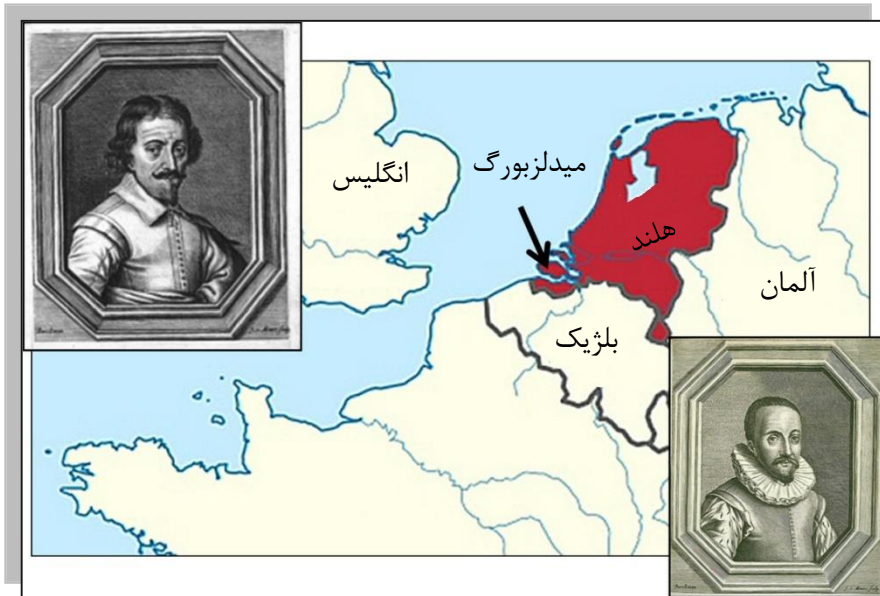 انگلیس
میدلزبورگ
هلند
آلمان
بلژیک